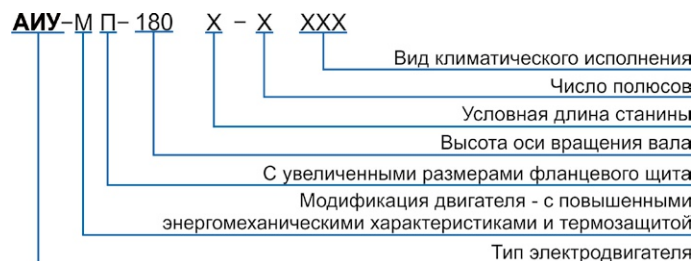 АИУ-М П-180 Х - Х ХХХ
Вид климатического исполнения
Число полюсов
Условная длина станины
Высота оси вращения вала
С увеличенными размерами фланцевого щита
Модификация двигателя - с повышенными
энергомеханическими характеристиками и термозащитой
Тип электродвигателя